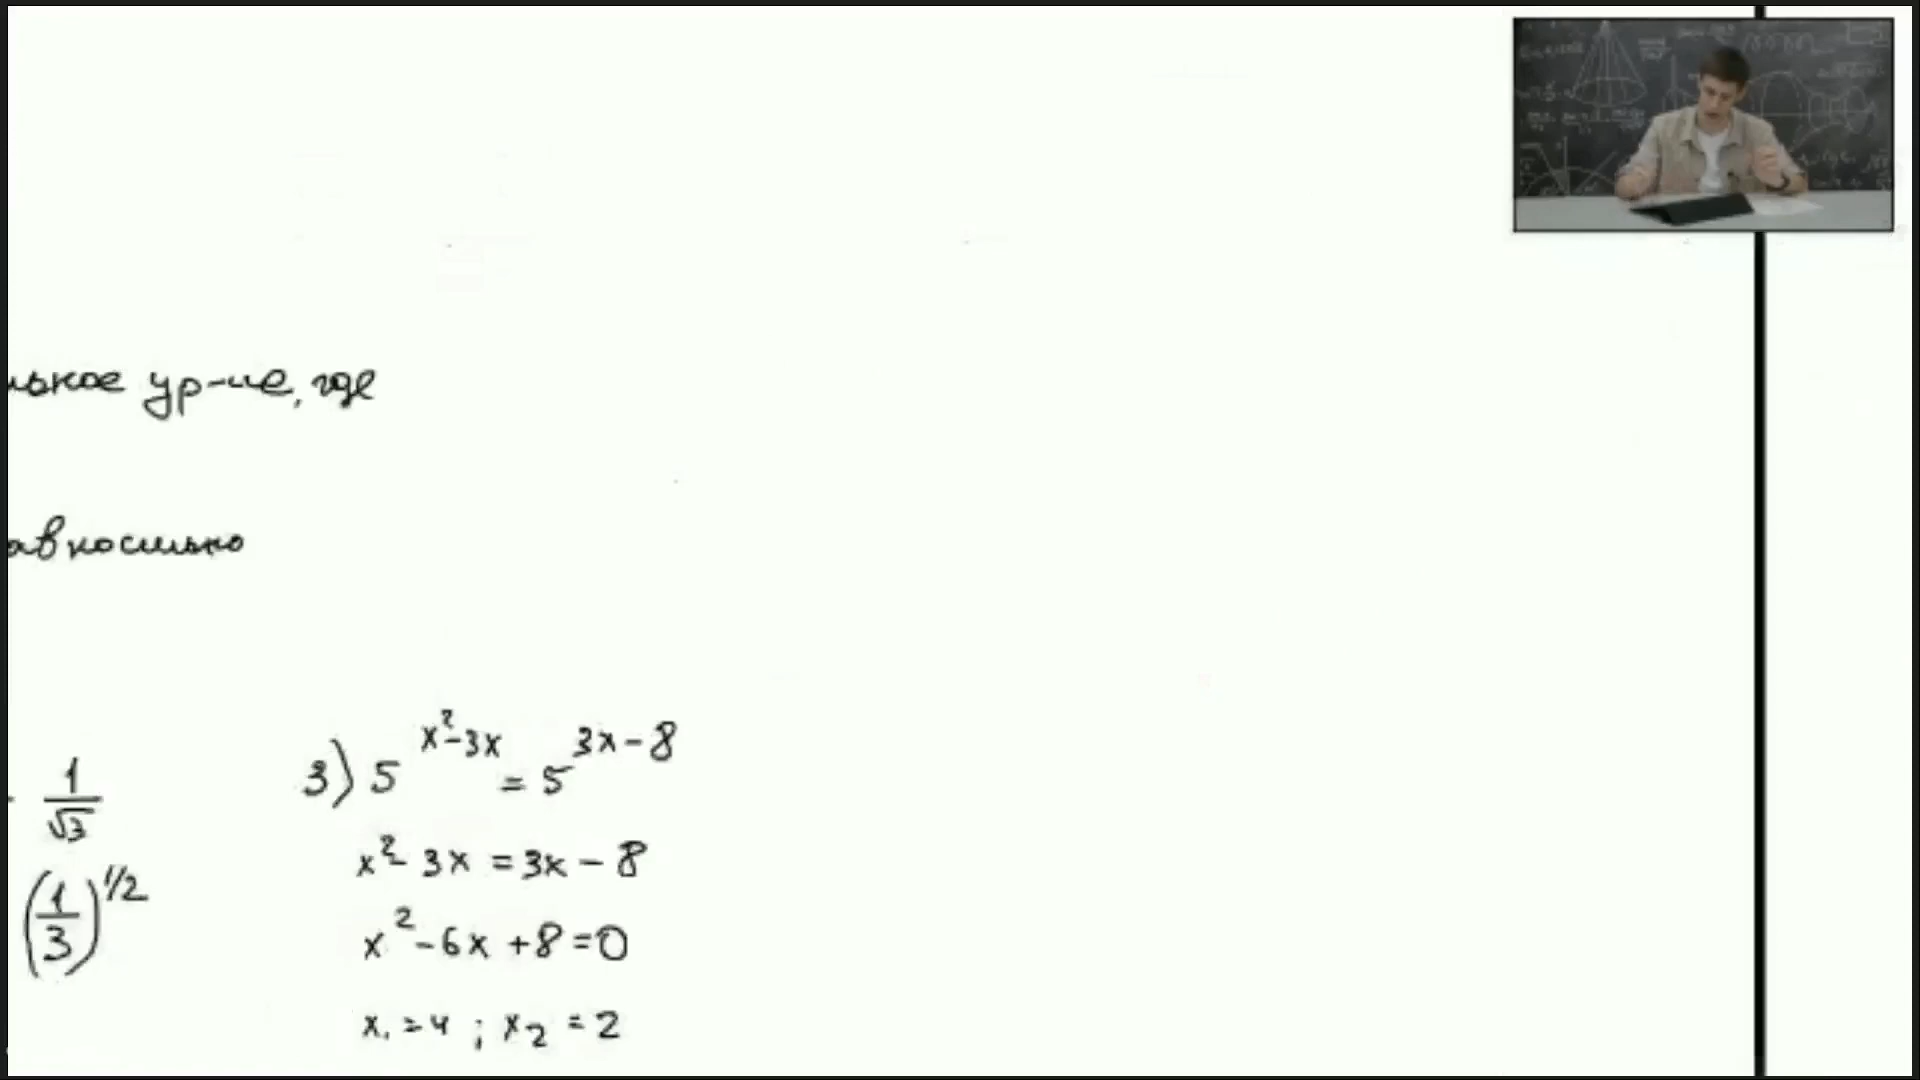 льное ур-ие, где
авносильно
1/√3
(1/3)^1/2
3) 5^x²-3x = 5^3x-8
x²-3x = 3x-8
x²-6x+8=0
x₁=4; x₂=2